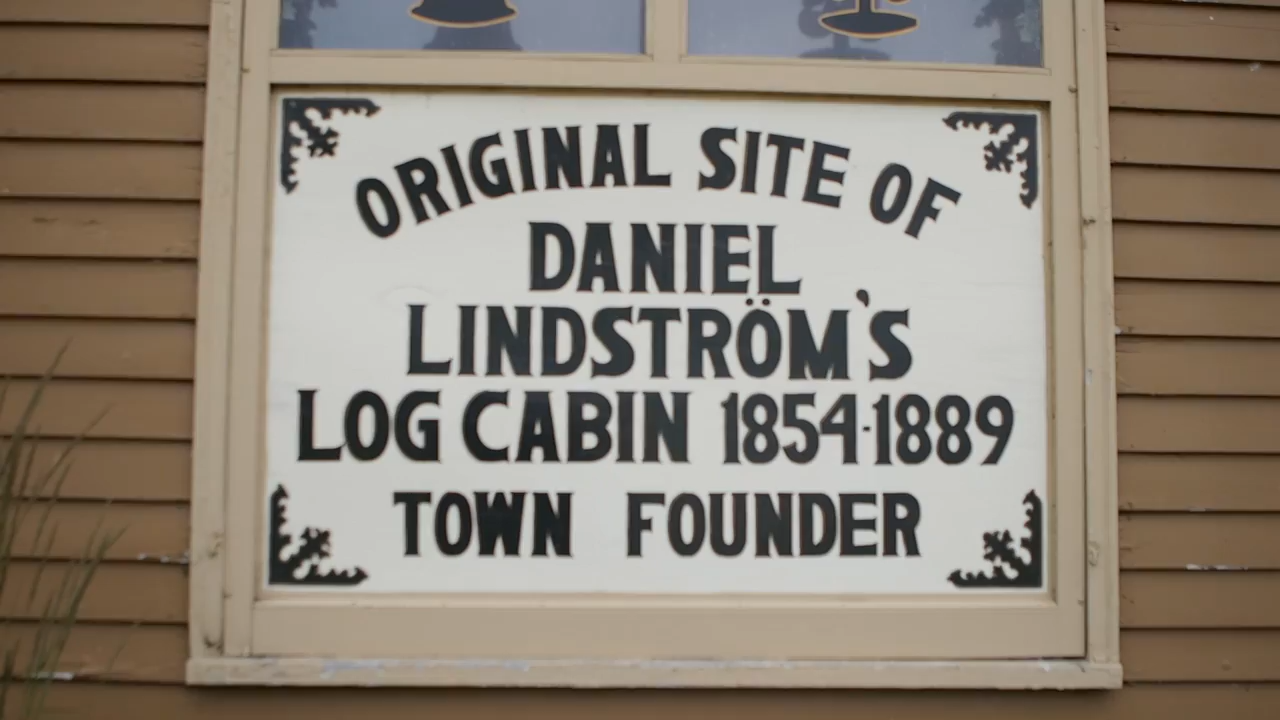 ORIGINAL SITE OF
DANIEL
LINDSTRÖM'S
LOG CABIN 1854-1889
TOWN FOUNDER